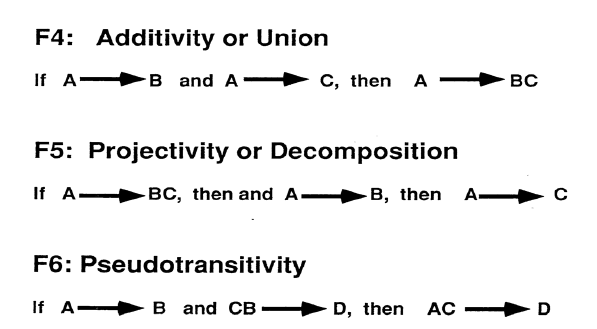 F4: Additivity or Union
If A → B and A → C, then A → BC
F5: Projectivity or Decomposition
If A → BC, then and A → B, then A → C
F6: Pseudotransitivity
If A → B and CB → D, then AC → D